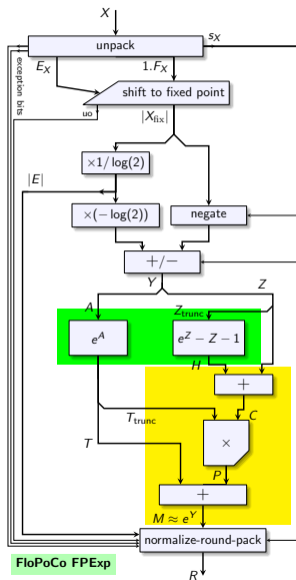 X
unpack
s_X
exception bits
E_X
1.F_X
shift to fixed point
ou
|X_fix|
×1/log(2)
|E|
×(−log(2))
negate
+/−
Y
Z
A
Z_trunc
e^A
e^Z − Z − 1
H
+
T_trunc
C
×
T
P
+
M ≈ e^Y
normalize-round-pack
FloPoCo FPExp
R